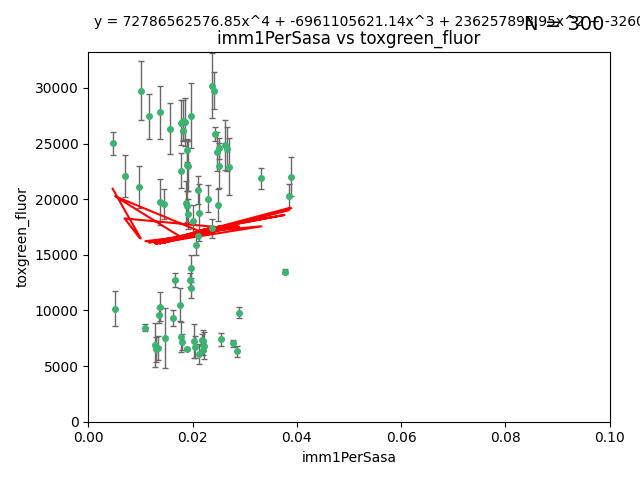 y = 72786562576.85x^4 + -6961105621.14x^3 +
N = 300
imm1PerSasa vs toxgreen_fluor
toxgreen_fluor
30000
25000
20000
15000
10000
5000
0
0.00 0.02 0.04 0.06 0.08 0.10
imm1PerSasa